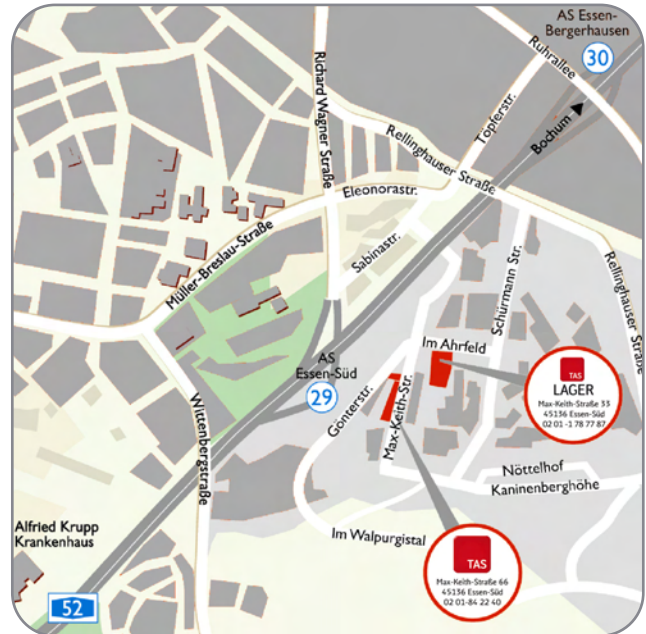 AS Essen-
Bergerhausen
30
Ruhrallee
Bochum
Töpferstr.
Richard Wagner Straße
Rellinghauser Straße
Eleonorastr.
Müller-Breslau-Straße
Sabinastr.
Schürmann Str.
Rellinghauser Straße
Im Ahrfeld
AS
Essen-Süd
29
TAS
LAGER
Max-Keith-Straße 33
45136 Essen-Süd
02 01 -1 78 77 87
Gönterstr.
Max-Keith-Str.
Wittenbergstraße
Nöttelhof
Kaninenberghöhe
Alfried Krupp
Krankenhaus
Im Walpurgistal
TAS
Max-Keith-Straße 66
45136 Essen-Süd
02 01-84 22 40
52